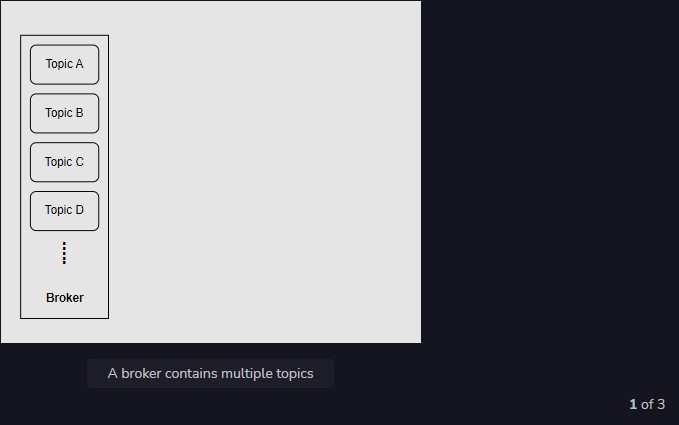 Topic A
Topic B
Topic C
Topic D
Broker
A broker contains multiple topics
1 of 3